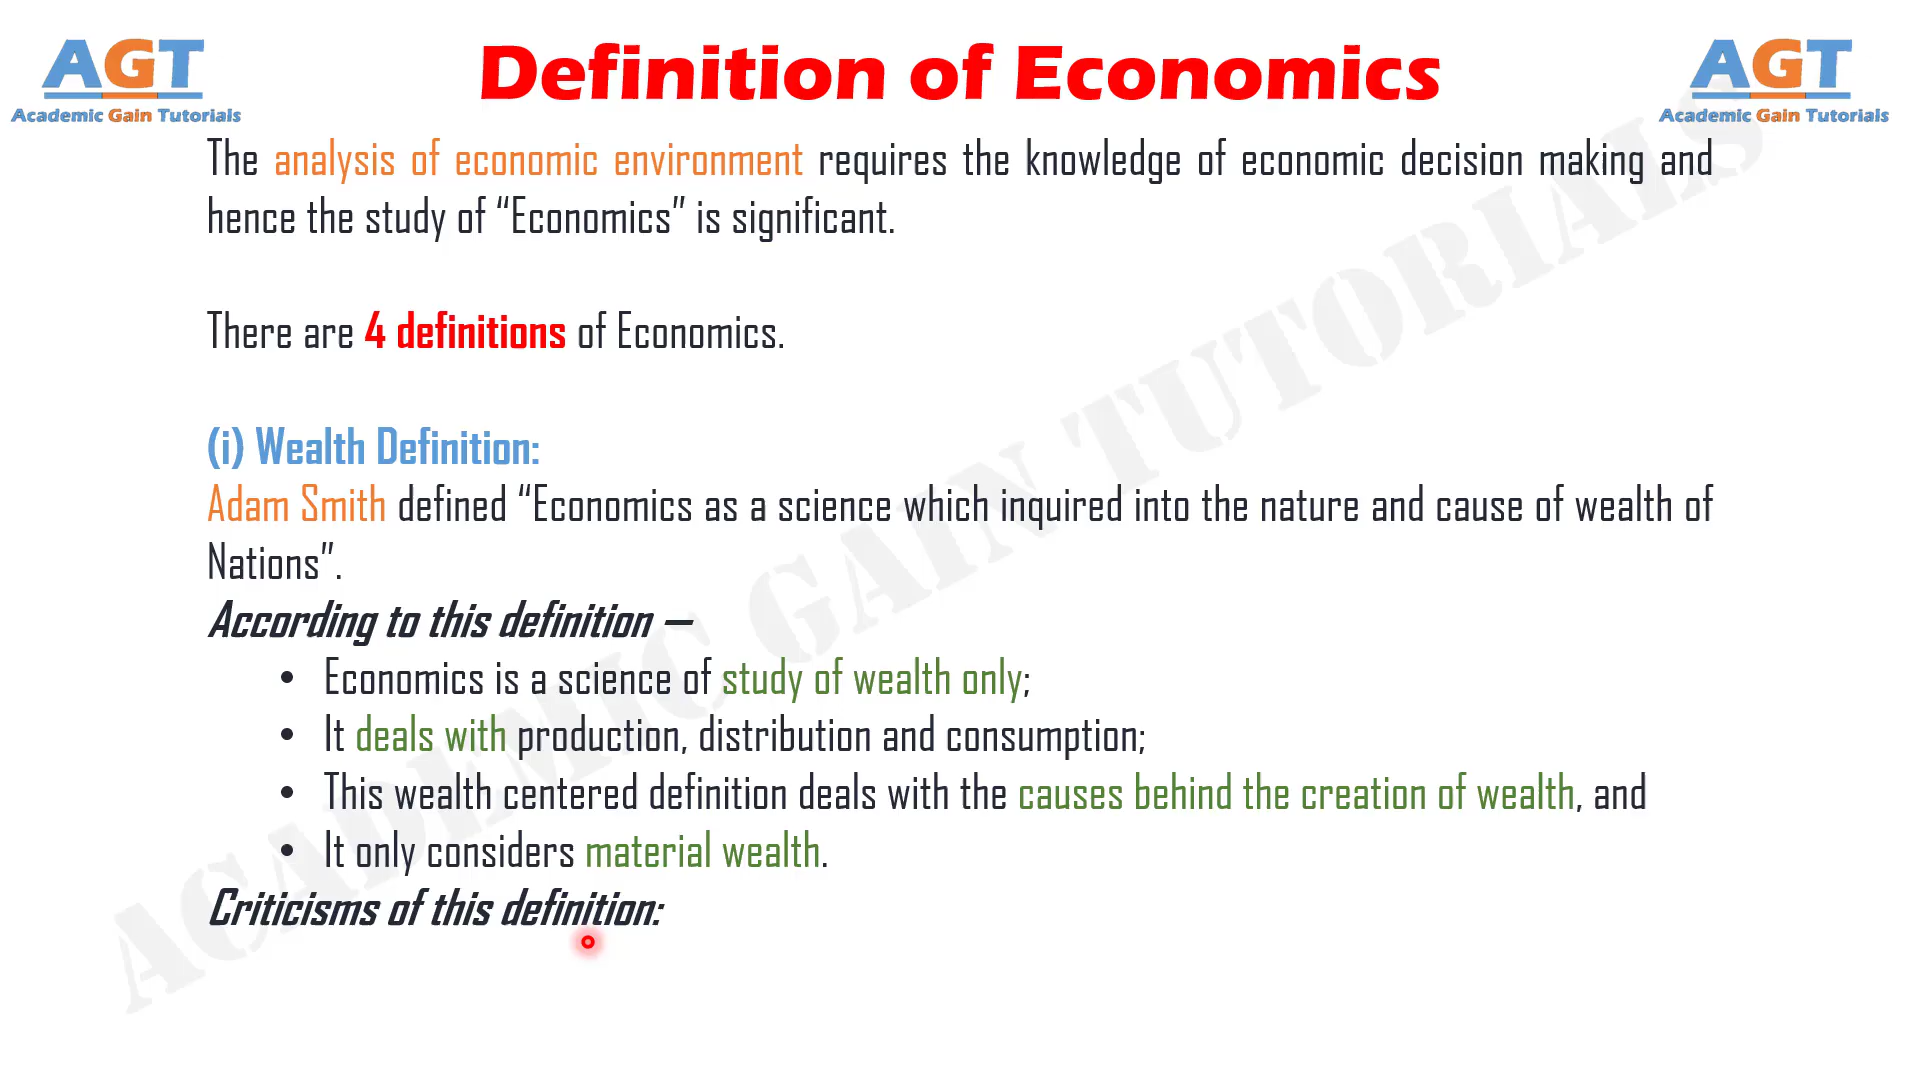 AGT
Academic Gain Tutorials
Definition of Economics
AGT
Academic Gain Tutorials
The analysis of economic environment requires the knowledge of economic decision making and
hence the study of “Economics” is significant.
There are 4 definitions of Economics.
(i) Wealth Definition:
Adam Smith defined “Economics as a science which inquired into the nature and cause of wealth of
Nations”.
According to this definition –
• Economics is a science of study of wealth only;
• It deals with production, distribution and consumption;
• This wealth centered definition deals with the causes behind the creation of wealth, and
• It only considers material wealth.
Criticisms of this definition:
ACADEMIC GAIN TUTORIALS